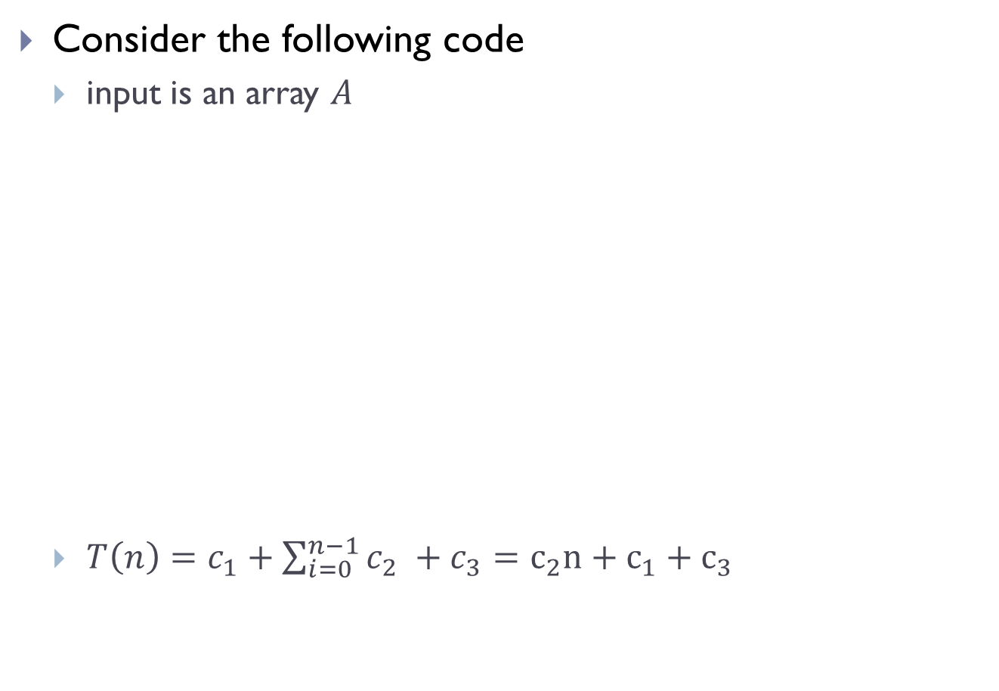 Consider the following code
input is an array A
T(n) = c₁ + ∑ᵢ₌₀ⁿ⁻¹ c₂ + c₃ = c₂n + c₁ + c₃